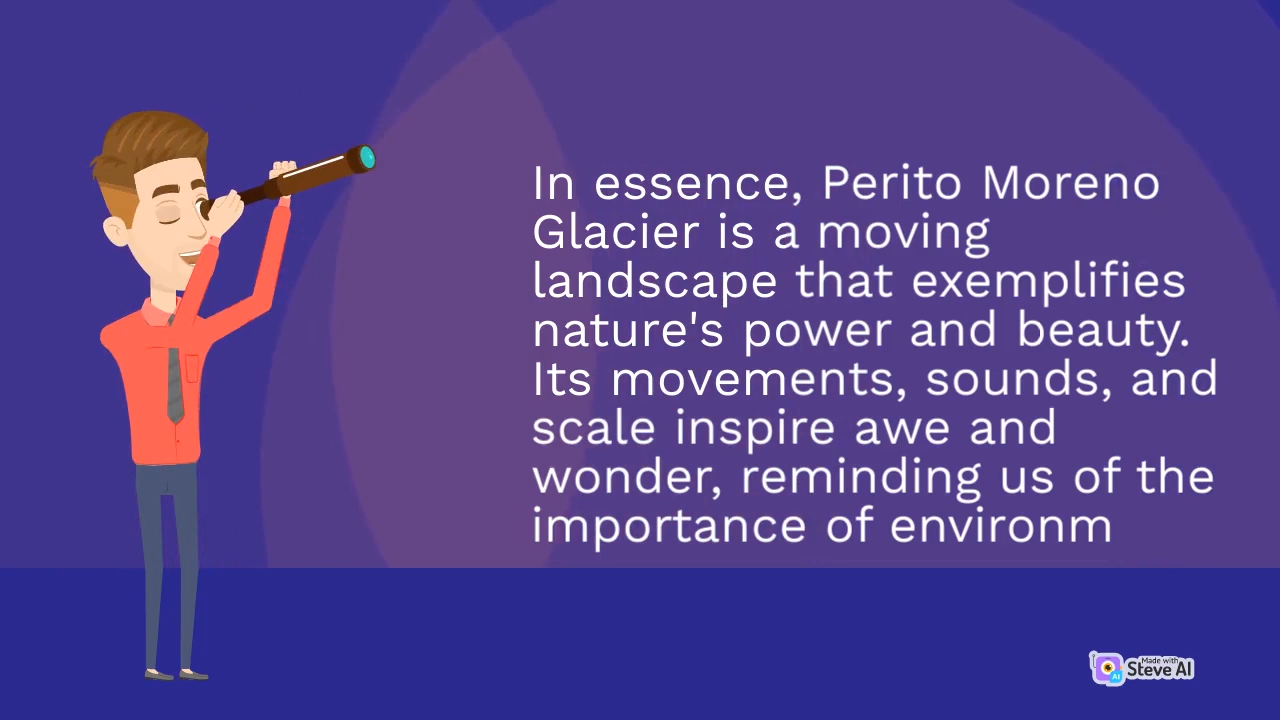 In essence, Perito Moreno
Glacier is a moving
landscape that exemplifies
nature's power and beauty.
Its movements, sounds, and
scale inspire awe and
wonder, reminding us of the
importance of environm
Made with
Steve AI
AI